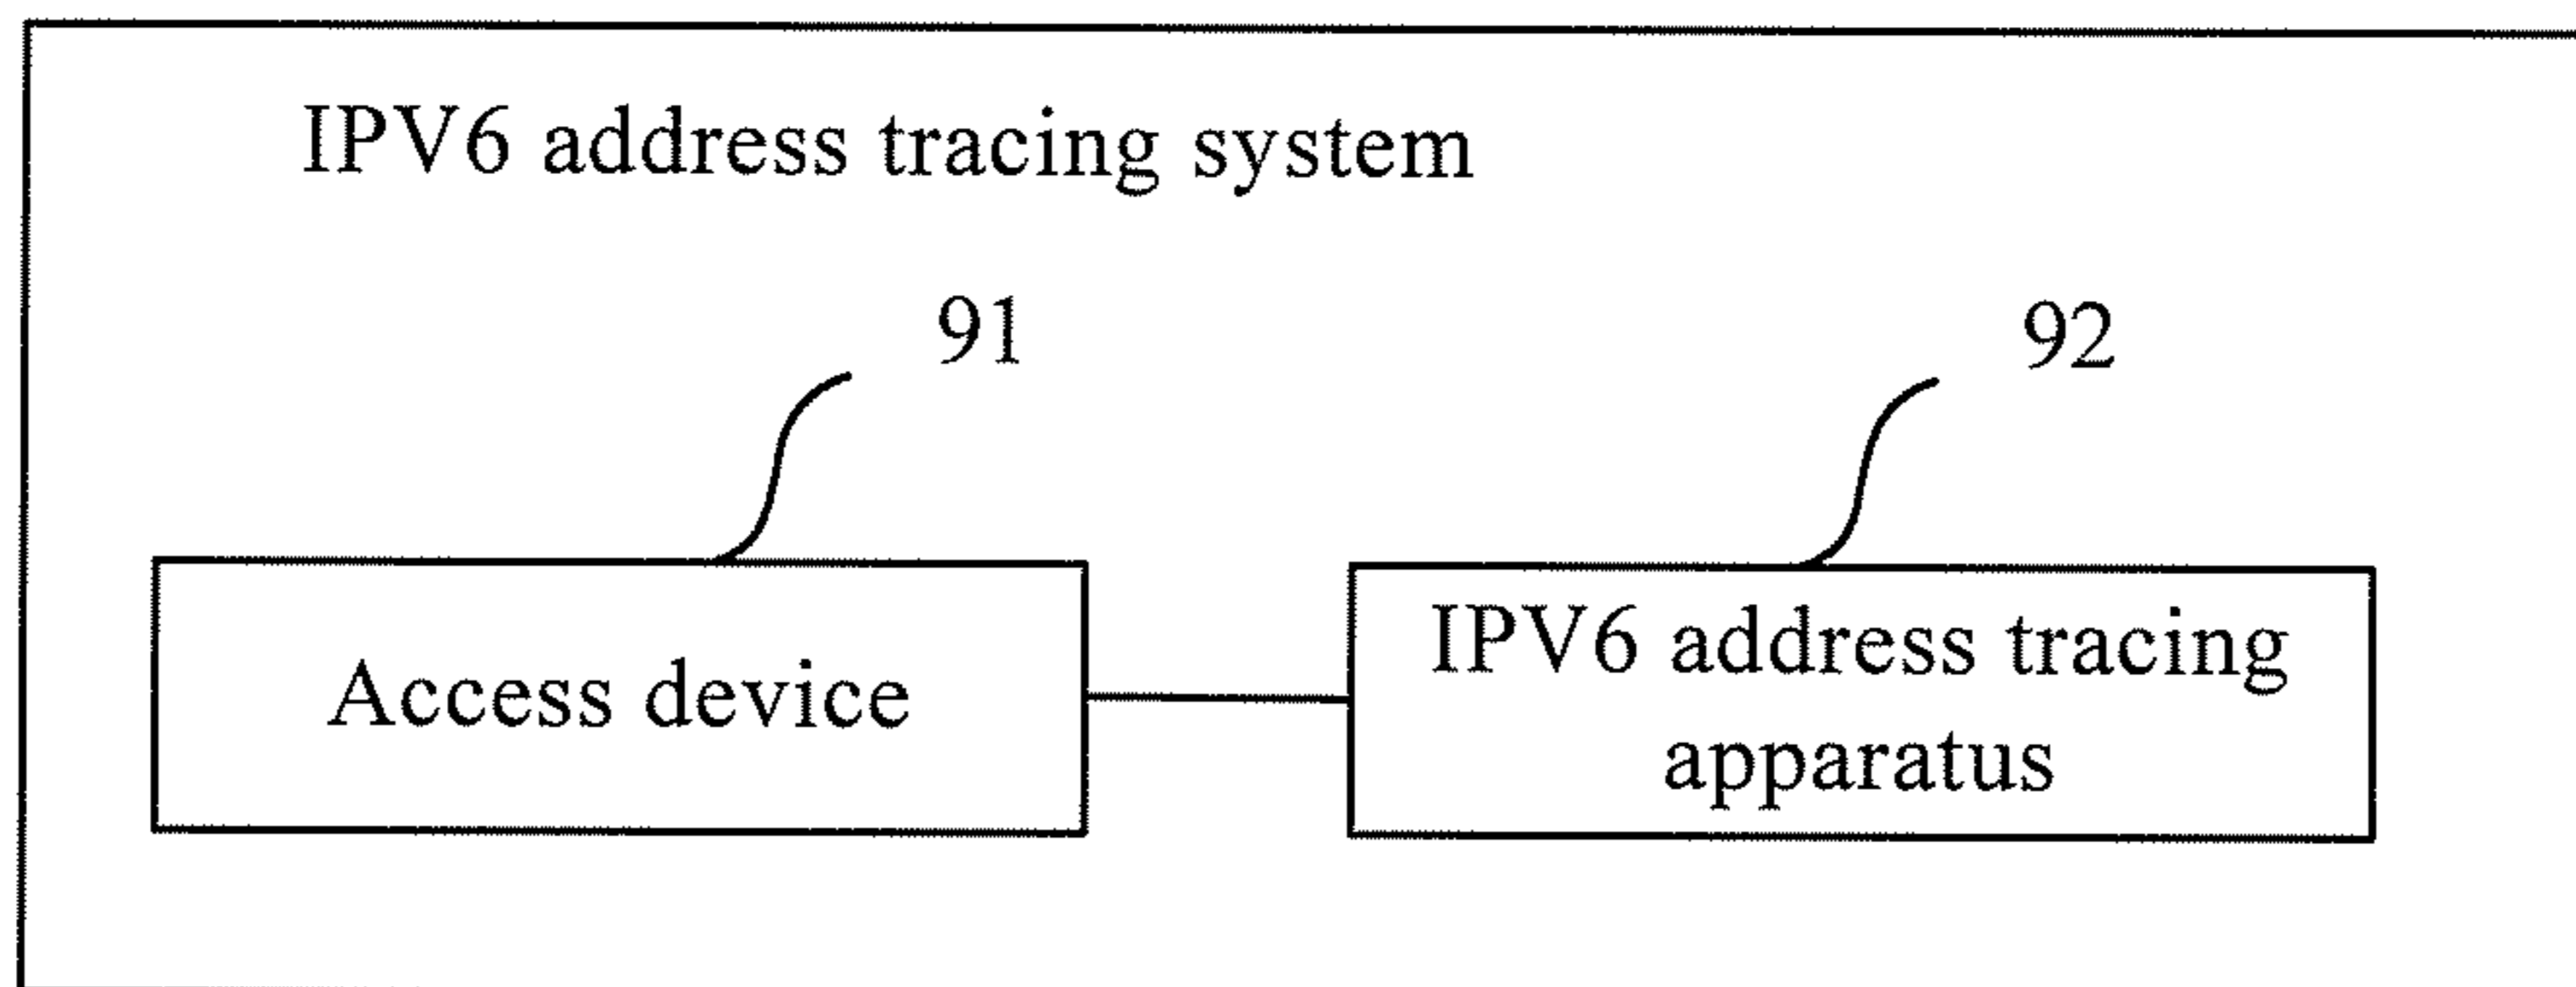 IPV6 address tracing system
91
92
Access device
IPV6 address tracing
apparatus